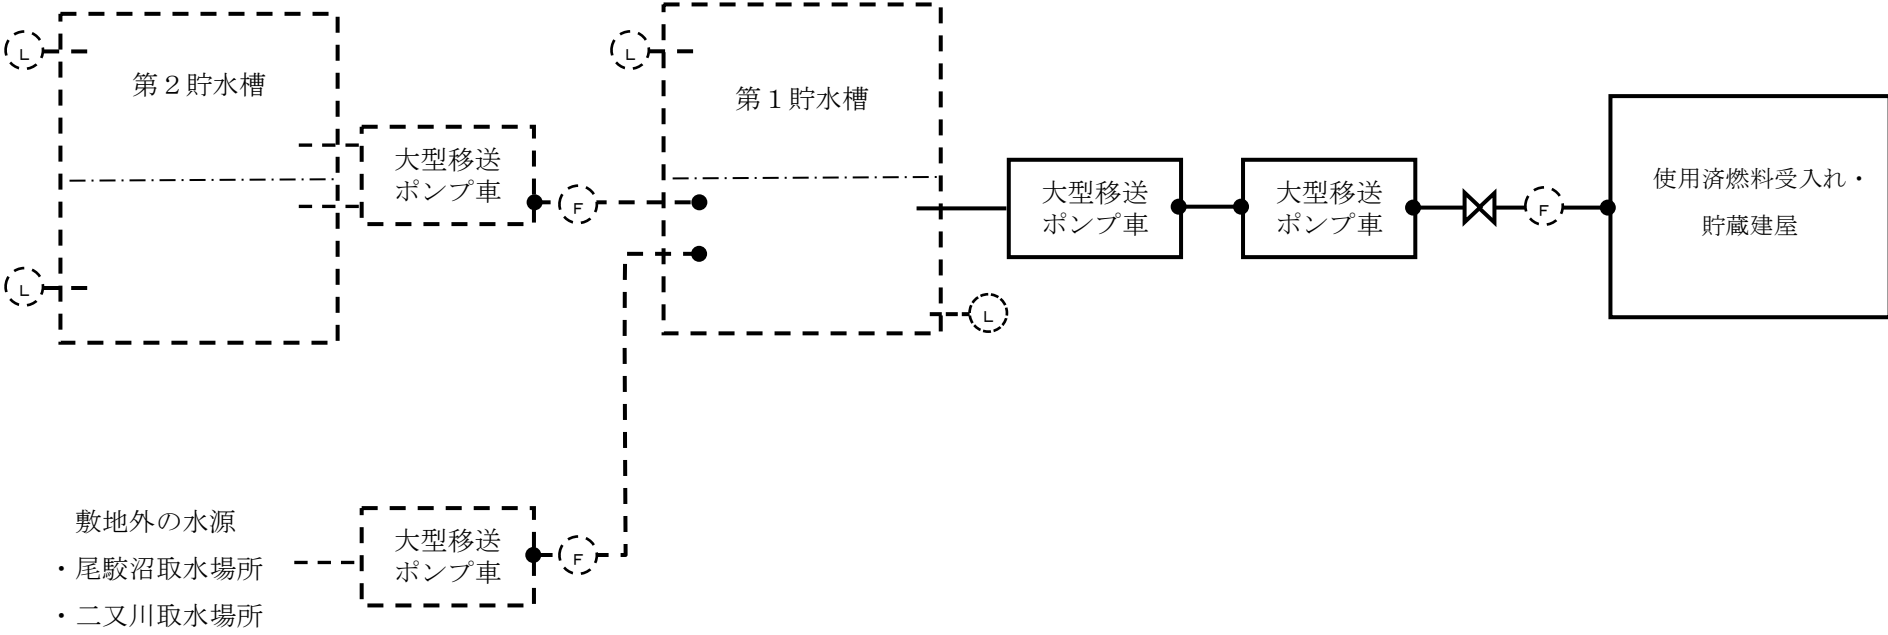 L
第２貯水槽
L
大型移送
ポンプ車
F
L
第１貯水槽
L
大型移送
ポンプ車
大型移送
ポンプ車
F
使用済燃料受入れ・
貯蔵建屋
敷地外の水源
・尾駮沼取水場所
・二又川取水場所
大型移送
ポンプ車
F